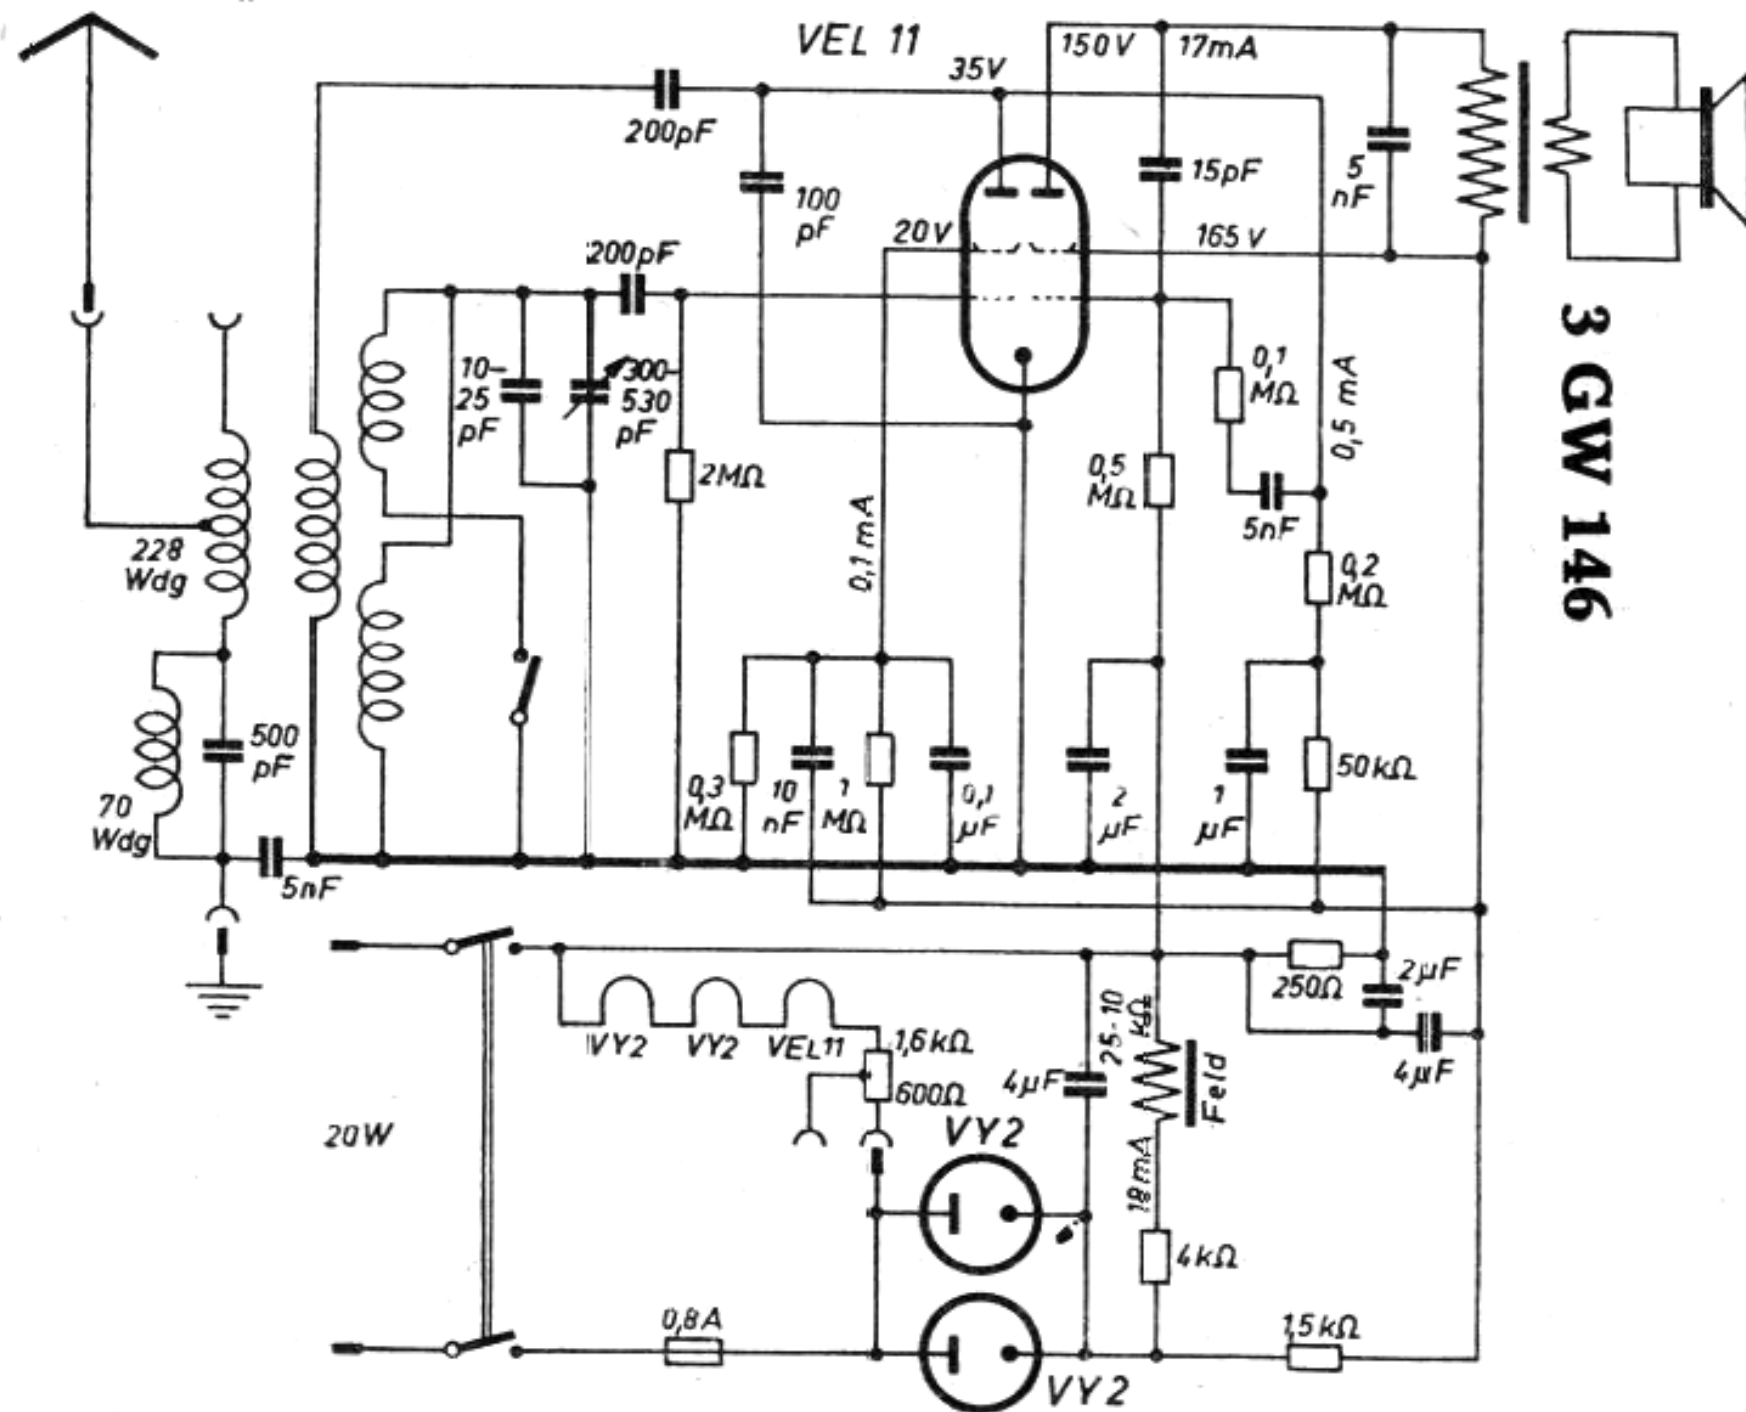 VEL 11
150V
17mA
35V
200pF
100
pF
15pF
5
nF
20V
165V
200pF
3 GW 146
10-
25
pF
300-
530
pF
0,1
MΩ
0,5 mA
2MΩ
0,5
MΩ
5nF
0,1 mA
0,2
MΩ
228
Wdg
500
pF
70
Wdg
5nF
0,3
MΩ
10
nF
1
MΩ
0,1
µF
2
µF
1
µF
50kΩ
250Ω
2µF
4µF
VY2
VY2
VEL11
1,6kΩ
600Ω
4µF
25-10
kΩ
Feld
20W
VY2
18mA
4kΩ
0,8A
1,5kΩ
VY2